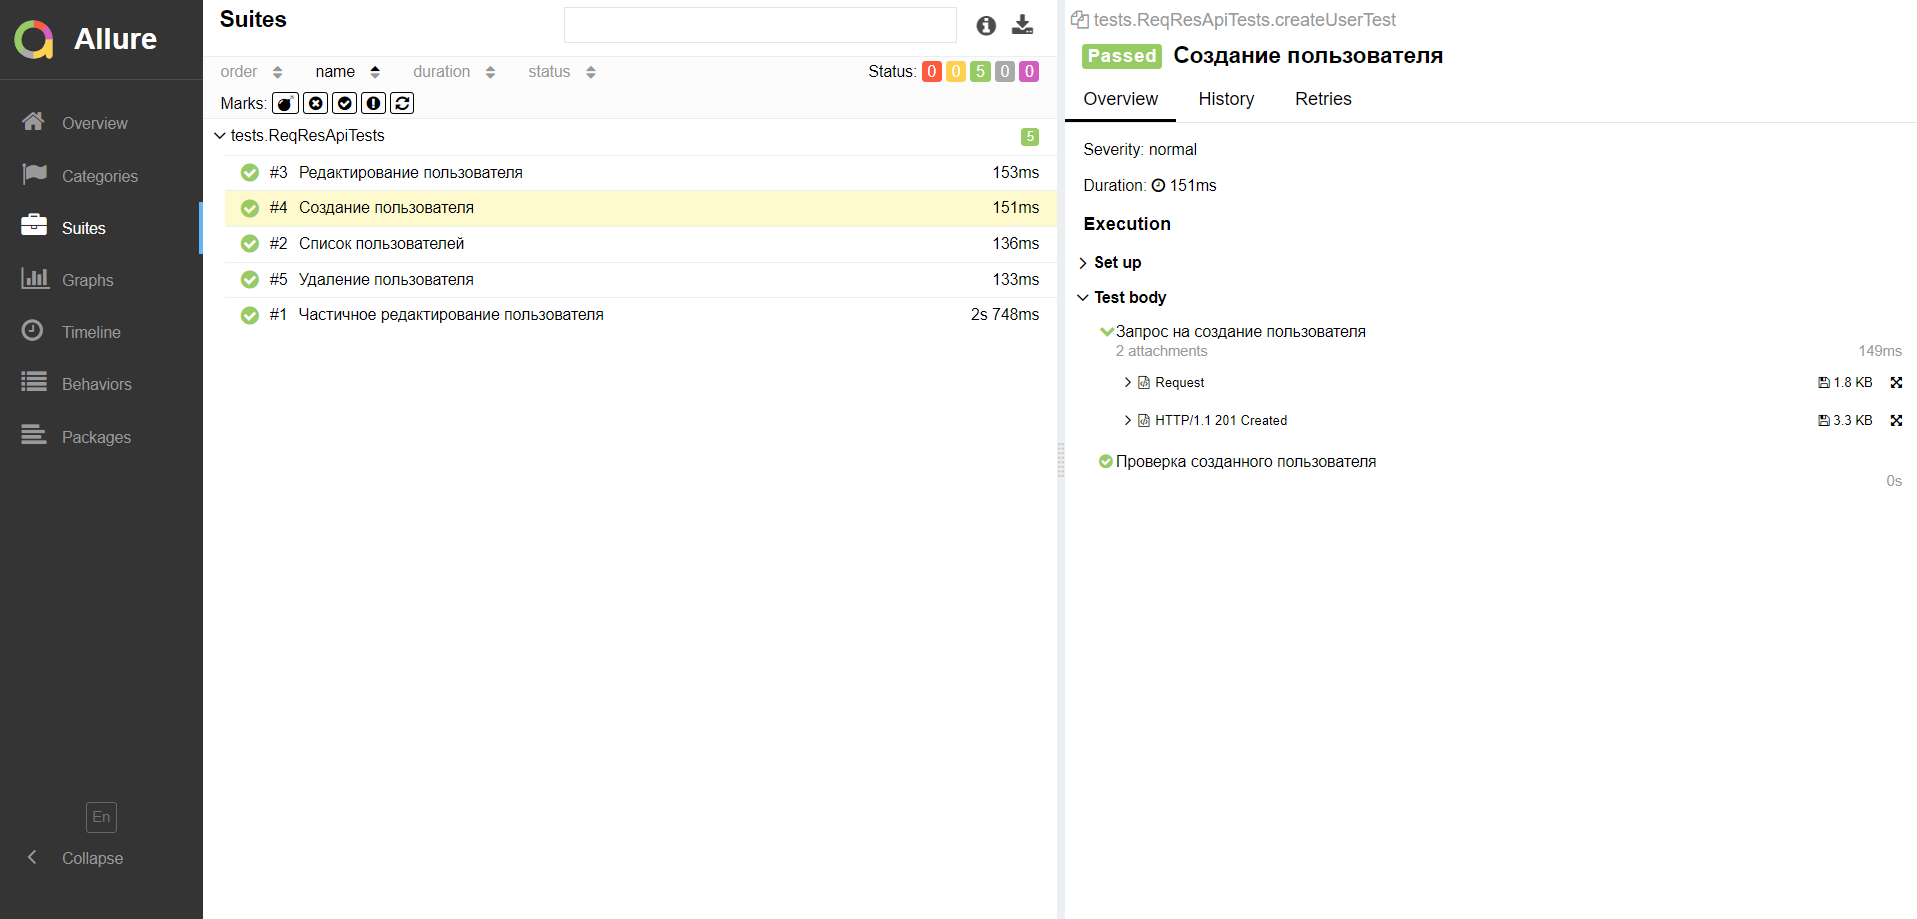 Allure
Overview
Categories
Suites
Graphs
Timeline
Behaviors
Packages
En
Collapse
Suites
order name duration status Status: 0 0 5 0 0
Marks:
tests.ReqResApiTests 5
#3 Редактирование пользователя 153ms
#4 Создание пользователя 151ms
#2 Список пользователей 136ms
#5 Удаление пользователя 133ms
#1 Частичное редактирование пользователя 2s 748ms
tests.ReqResApiTests.createUserTest
Passed Создание пользователя
Overview History Retries
Severity: normal
Duration: 151ms
Execution
Set up
Test body
Запрос на создание пользователя
2 attachments 149ms
Request 1.8 KB
HTTP/1.1 201 Created 3.3 KB
Проверка созданного пользователя
0s